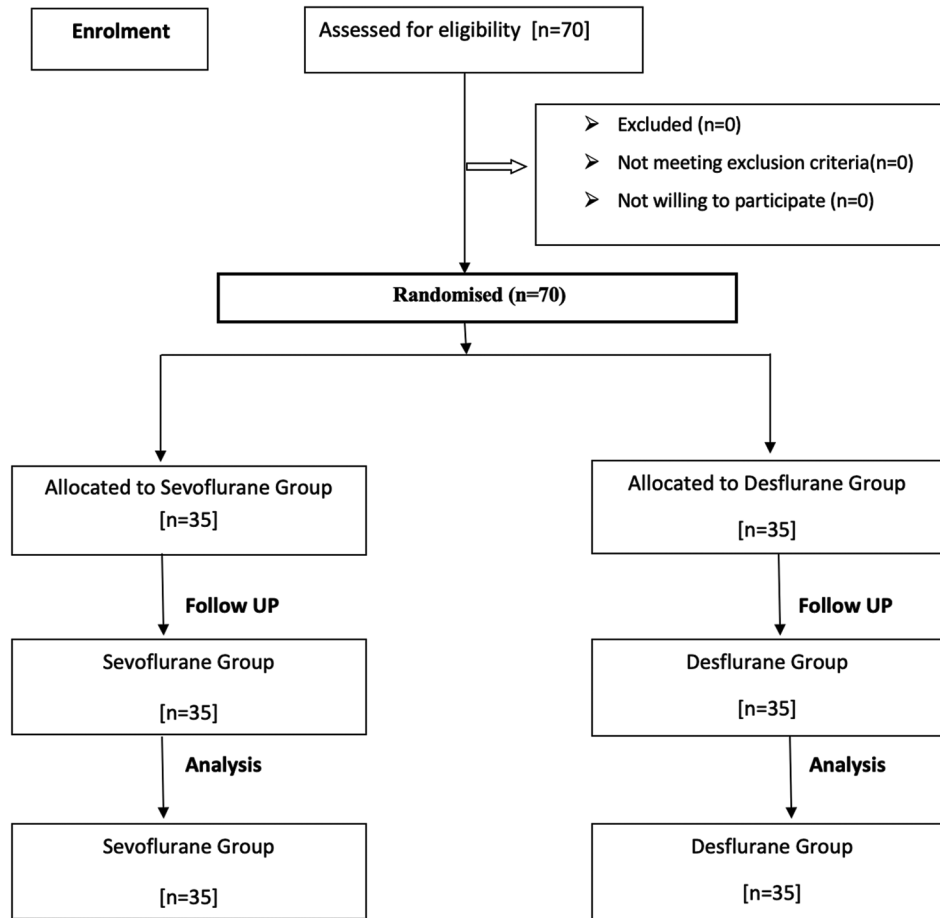 Enrolment
Assessed for eligibility [n=70]
➢ Excluded (n=0)
➢ Not meeting exclusion criteria(n=0)
➢ Not willing to participate (n=0)
Randomised (n=70)
Allocated to Sevoflurane Group
[n=35]
Allocated to Desflurane Group
[n=35]
Follow UP
Follow UP
Sevoflurane Group
[n=35]
Desflurane Group
[n=35]
Analysis
Analysis
Sevoflurane Group
[n=35]
Desflurane Group
[n=35]